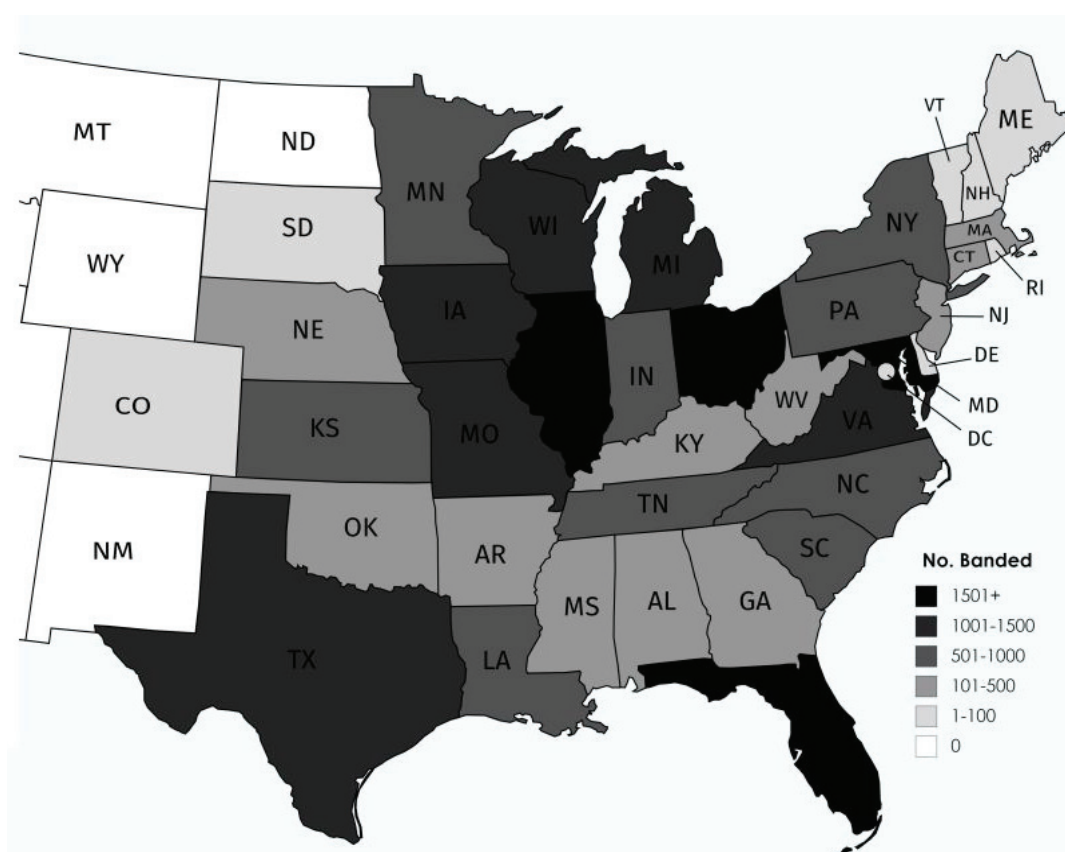 VT
ME
MT
ND
MN
NH
SD
WI
NY
MA
WY
MI
CT
RI
IA
PA
NJ
NE
DE
IN
CO
WV
MD
KS
MO
VA
DC
KY
NC
TN
OK
NM
SC
AR
No. Banded
MS
AL
GA
1501+
1001-1500
TX
LA
501-1000
101-500
1-100
0